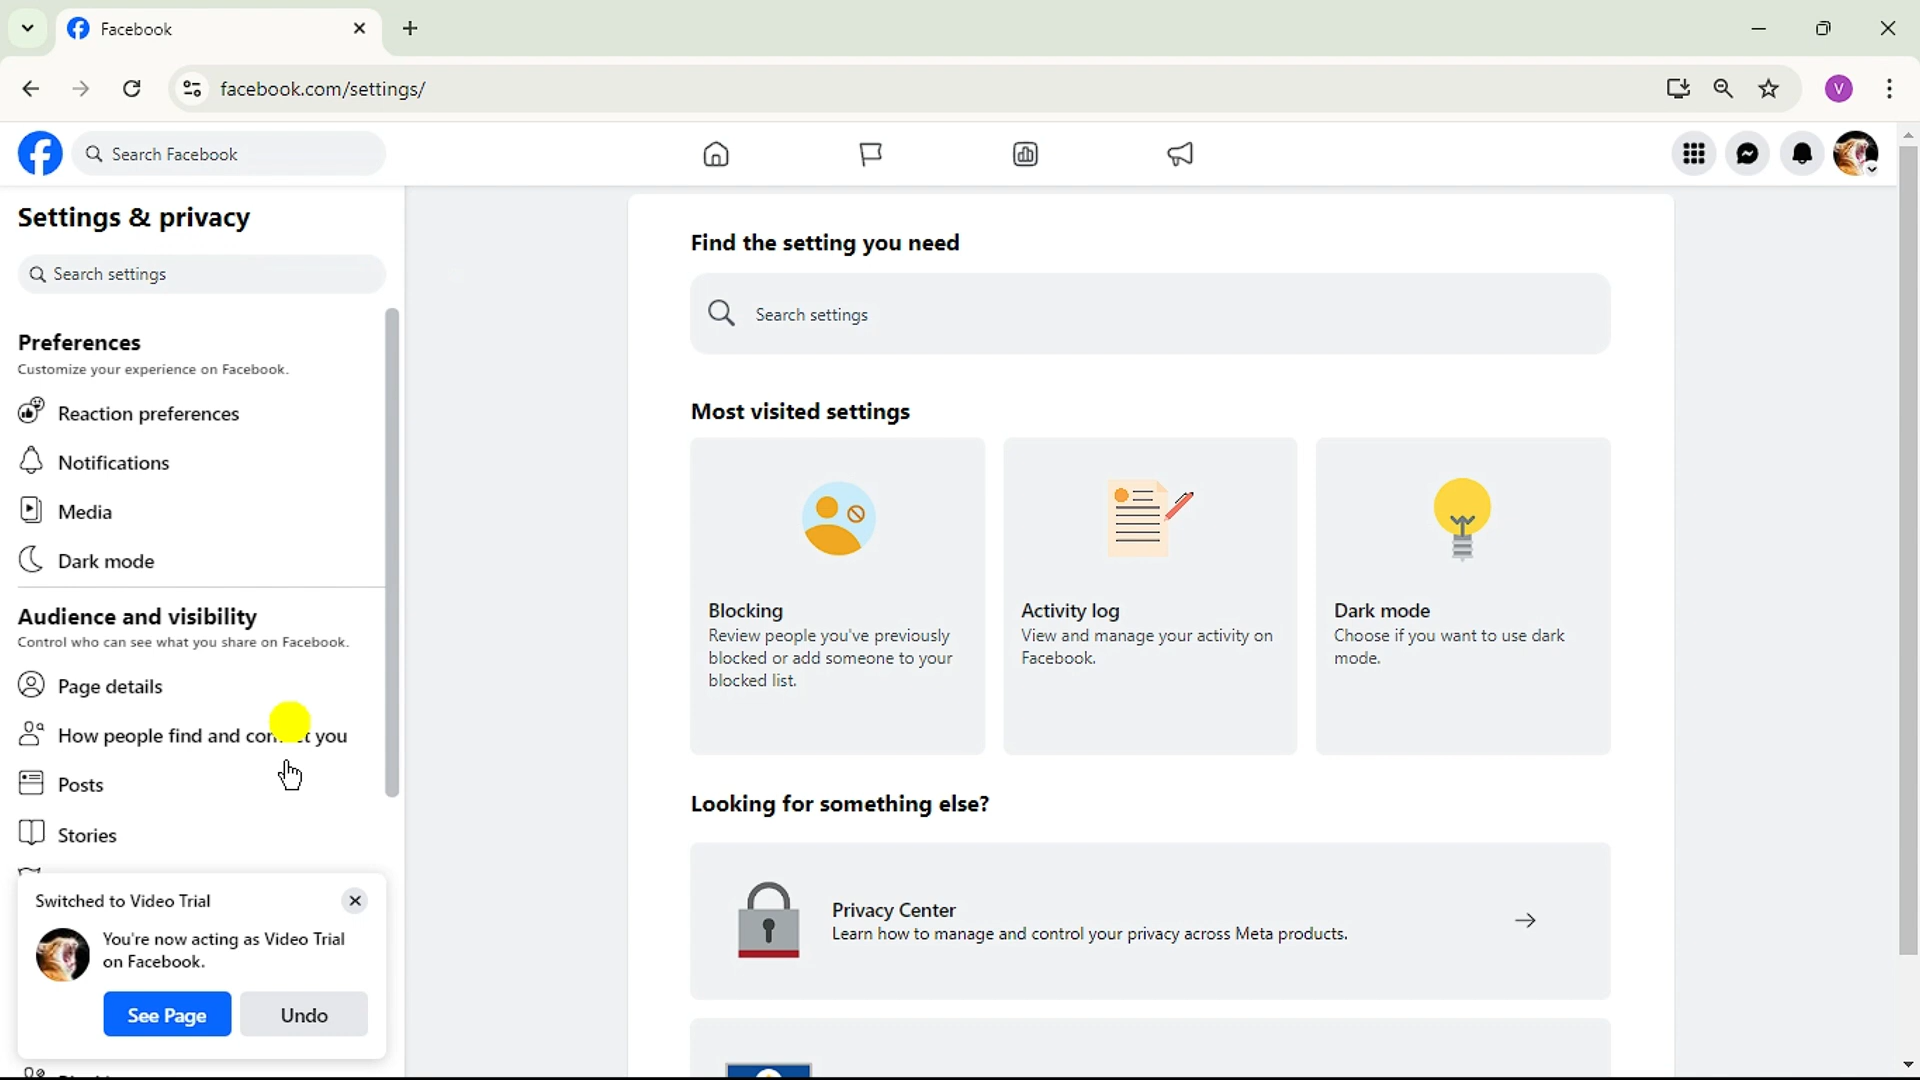 Facebook
facebook.com/settings/
V
Search Facebook
Settings & privacy
Search settings
Preferences
Customize your experience on Facebook.
Reaction preferences
Notifications
Media
Dark mode
Audience and visibility
Control who can see what you share on Facebook.
Page details
How people find and you
Posts
Stories
Switched to Video Trial
You're now acting as Video Trial
on Facebook.
See Page
Undo
Find the setting you need
Search settings
Most visited settings
Blocking
Review people you've previously
blocked or add someone to your
blocked list.
Activity log
View and manage your activity on
Facebook.
Dark mode
Choose if you want to use dark
mode.
Looking for something else?
Privacy Center
Learn how to manage and control your privacy across Meta products.